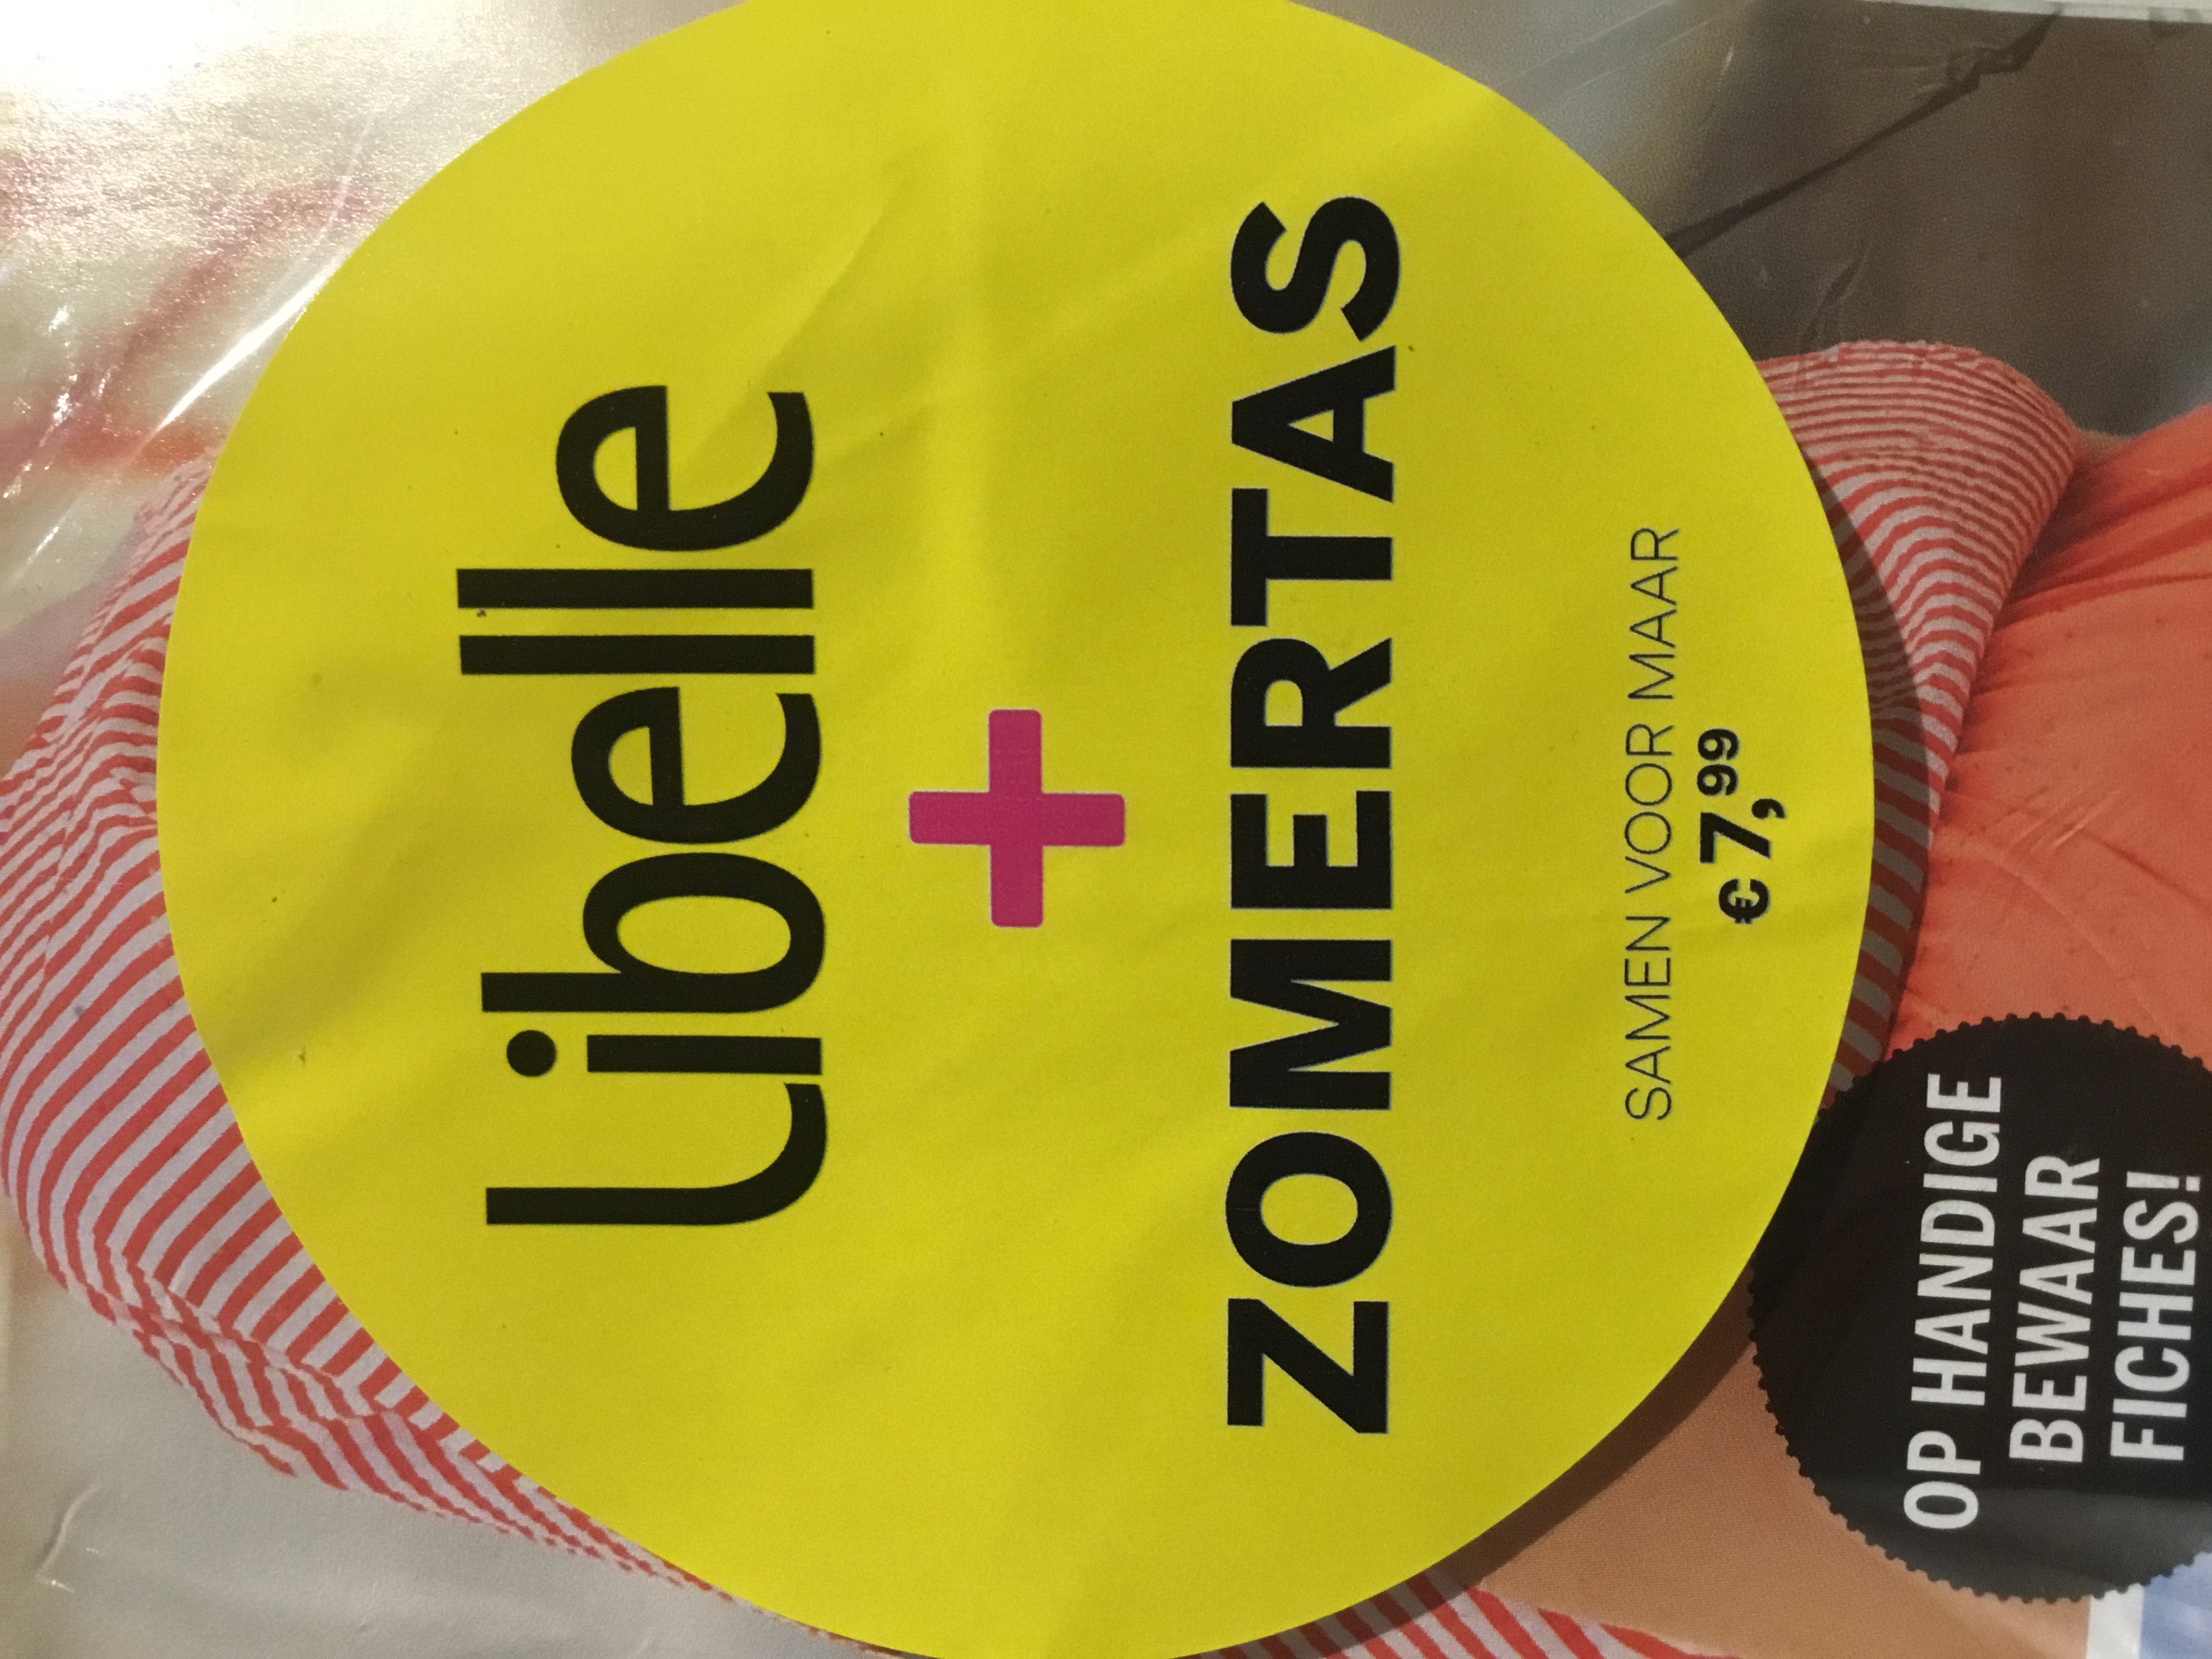 Libelle
+
ZOMERTAS
SAMEN VOOR MAAR
€ 7,99
OP HANDIGE
BEWAAR
FICHES!